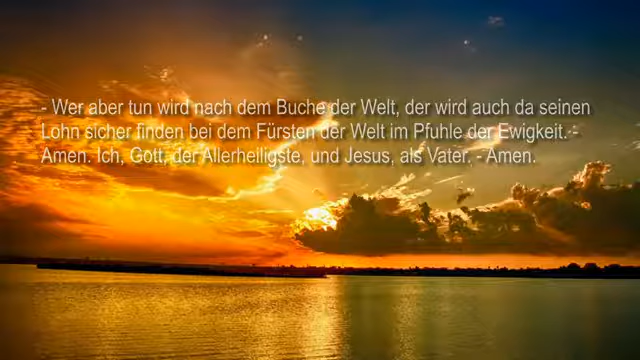 - Wer aber tun wird nach dem Buche der Welt, der wird auch da seinen
Lohn sicher finden bei dem Fürsten der Welt im Pfuhle der Ewigkeit. -
Amen. Ich, Gott, der Allerheiligste, und Jesus, als Vater. - Amen.